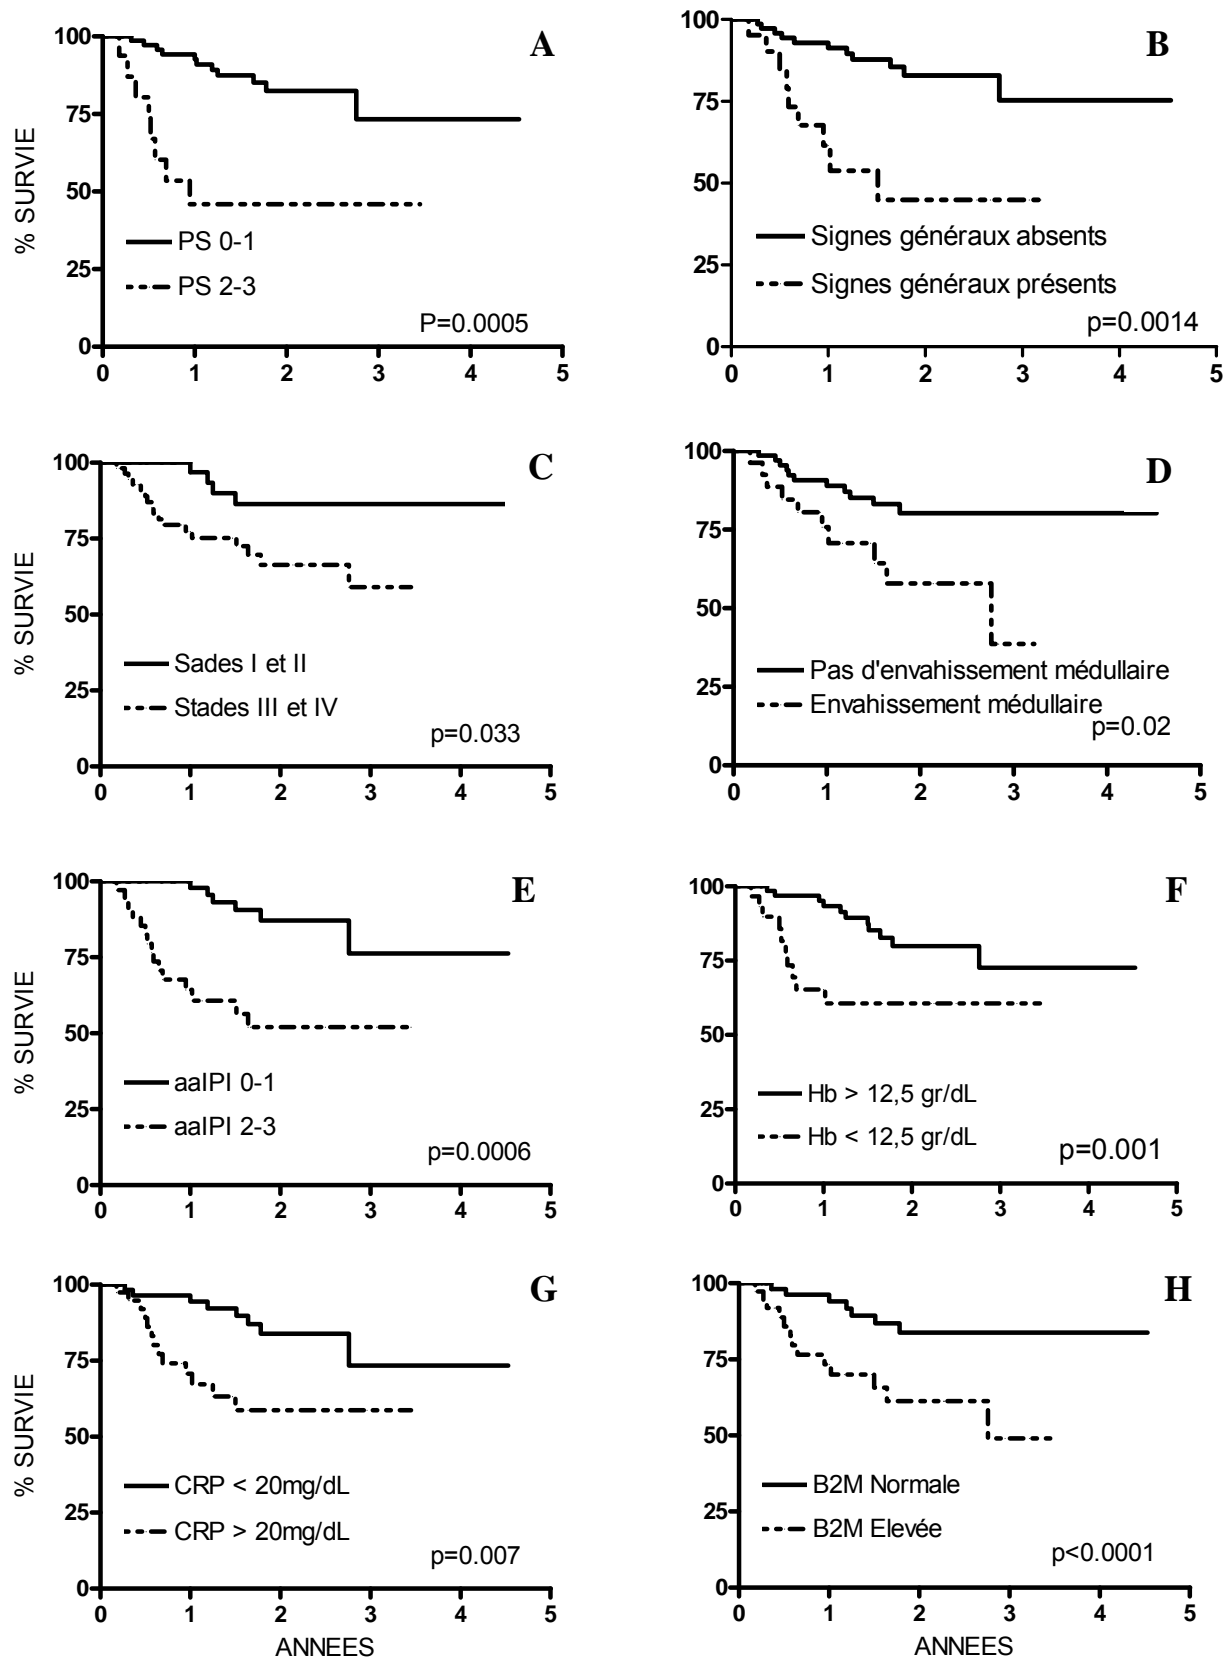 A
100
75
50
25
0
% SURVIE
PS 0-1
PS 2-3
P=0.0005
0 1 2 3 4 5
B
100
75
50
25
0
Signes généraux absents
Signes généraux présents
p=0.0014
0 1 2 3 4 5
C
100
75
50
25
0
% SURVIE
Sades I et II
Stades III et IV
p=0.033
0 1 2 3 4 5
D
100
75
50
25
0
Pas d'envahissement médullaire
Envahissement médullaire
p=0.02
0 1 2 3 4 5
E
100
75
50
25
0
% SURVIE
aaIPI 0-1
aaIPI 2-3
p=0.0006
0 1 2 3 4 5
F
100
75
50
25
0
Hb > 12,5 gr/dL
Hb < 12,5 gr/dL
p=0.001
0 1 2 3 4 5
G
100
75
50
25
0
% SURVIE
CRP < 20mg/dL
CRP > 20mg/dL
p=0.007
0 1 2 3 4 5
ANNEES
H
100
75
50
25
0
B2M Normale
B2M Elevée
p<0.0001
0 1 2 3 4 5
ANNEES